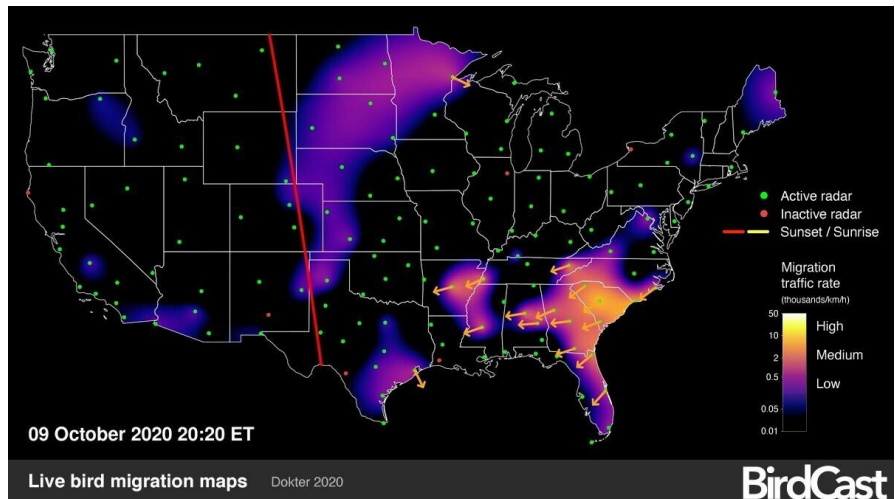 Active radar
Inactive radar
Sunset / Sunrise
Migration
traffic rate
(thousands/km/h)
50
10
5
2
0.5
0.05
0.01
High
Medium
Low
09 October 2020 20:20 ET
Live bird migration maps
Dokter 2020
BirdCast